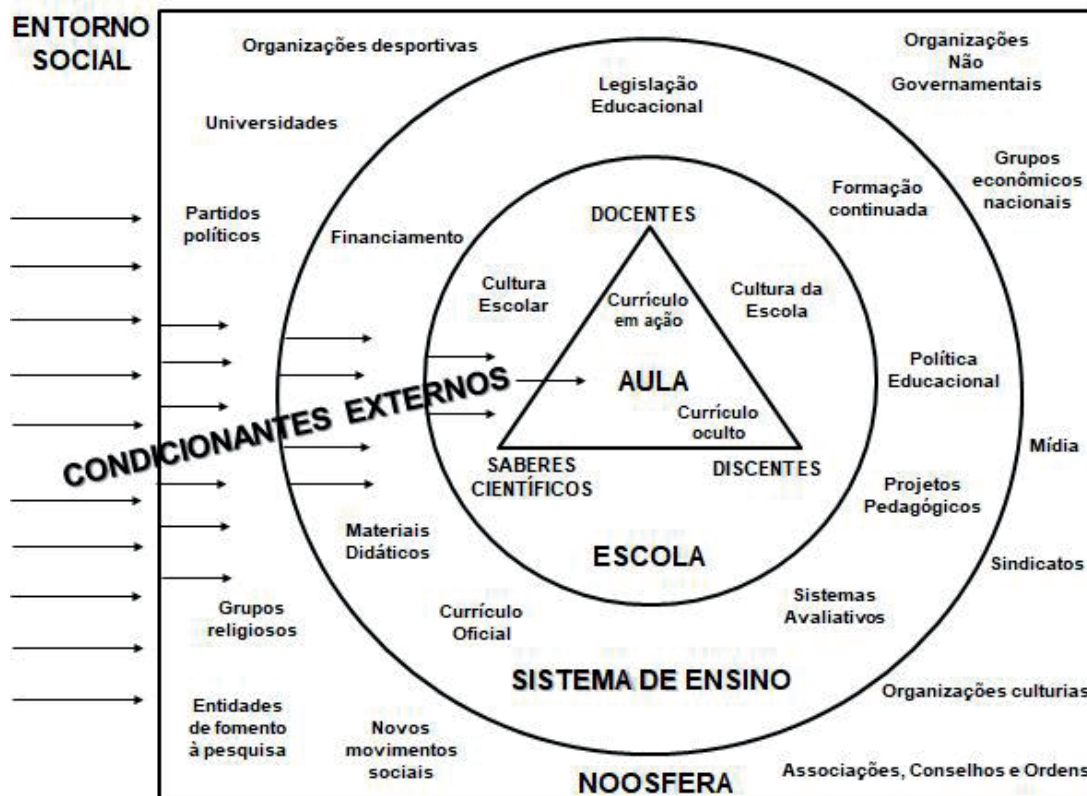 ENTORNO
SOCIAL
Organizações desportivas
Organizações
Não
Governamentais
Legislação
Educacional
Universidades
Grupos
econômicos
nacionais
Formação
continuada
Partidos
políticos
Financiamento
DOCENTES
Cultura
Escolar
Currículo
em ação
Cultura da
Escola
Política
Educacional
AULA
CONDICIONANTES EXTERNOS
Currículo
oculto
Mídia
SABERES
CIENTÍFICOS
DISCENTES
Projetos
Pedagógicos
Materiais
Didáticos
ESCOLA
Sindicatos
Grupos
religiosos
Currículo
Oficial
Sistemas
Avaliativos
SISTEMA DE ENSINO
Organizações culturias
Entidades
de fomento
à pesquisa
Novos
movimentos
sociais
NOOSFERA
Associações, Conselhos e Ordens